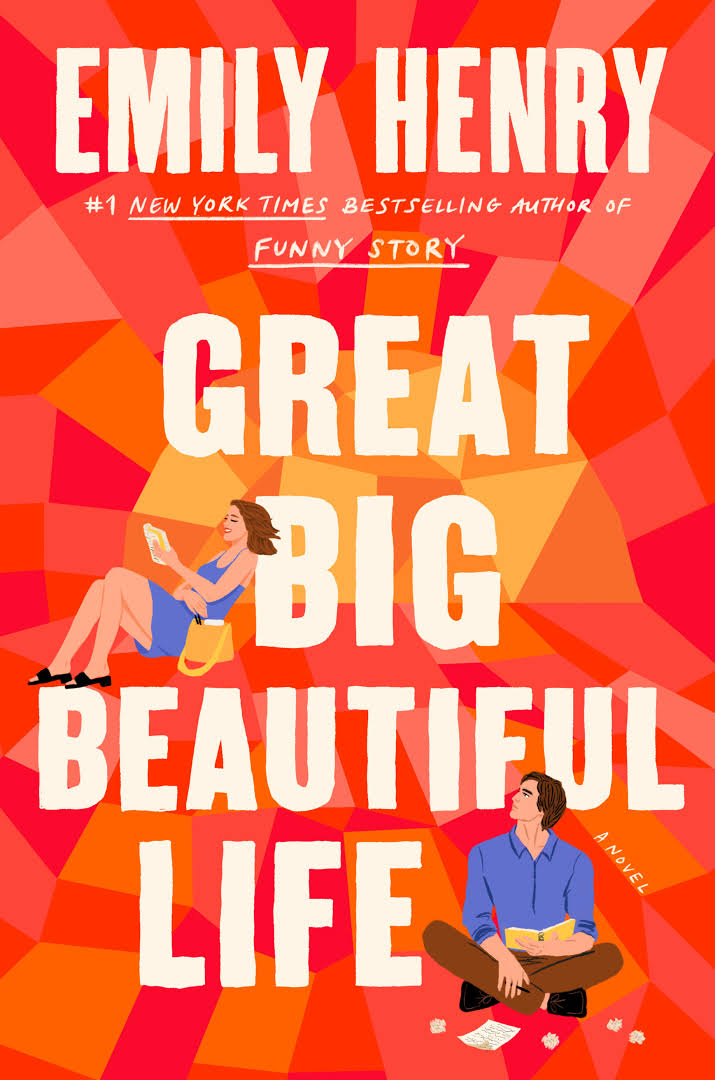 EMILY HENRY
#1 NEW YORK TIMES BESTSELLING AUTHOR OF
FUNNY STORY
GREAT
BIG
BEAUTIFUL
LIFE
A NOVEL